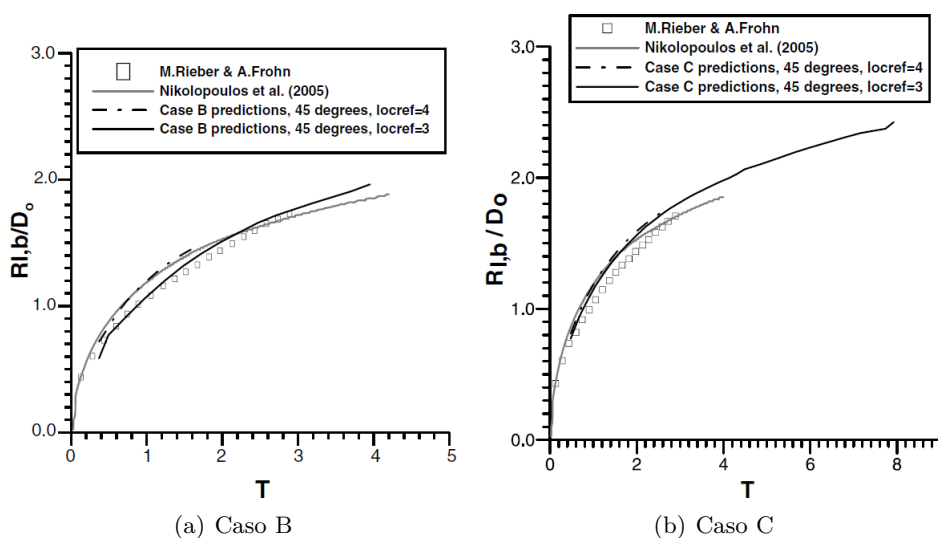 3.0
M.Rieber & A.Frohn
Nikolopoulos et al. (2005)
Case B predictions, 45 degrees, locref=4
Case B predictions, 45 degrees, locref=3
2.0
1.0
0.0
RI,b/Do
0 1 2 3 4 5
T
(a) Caso B
3.0
M.Rieber & A.Frohn
Nikolopoulos et al. (2005)
Case C predictions, 45 degrees, locref=4
Case C predictions, 45 degrees, locref=3
2.0
1.0
0.0
RI,b / Do
0 2 4 6 8
T
(b) Caso C